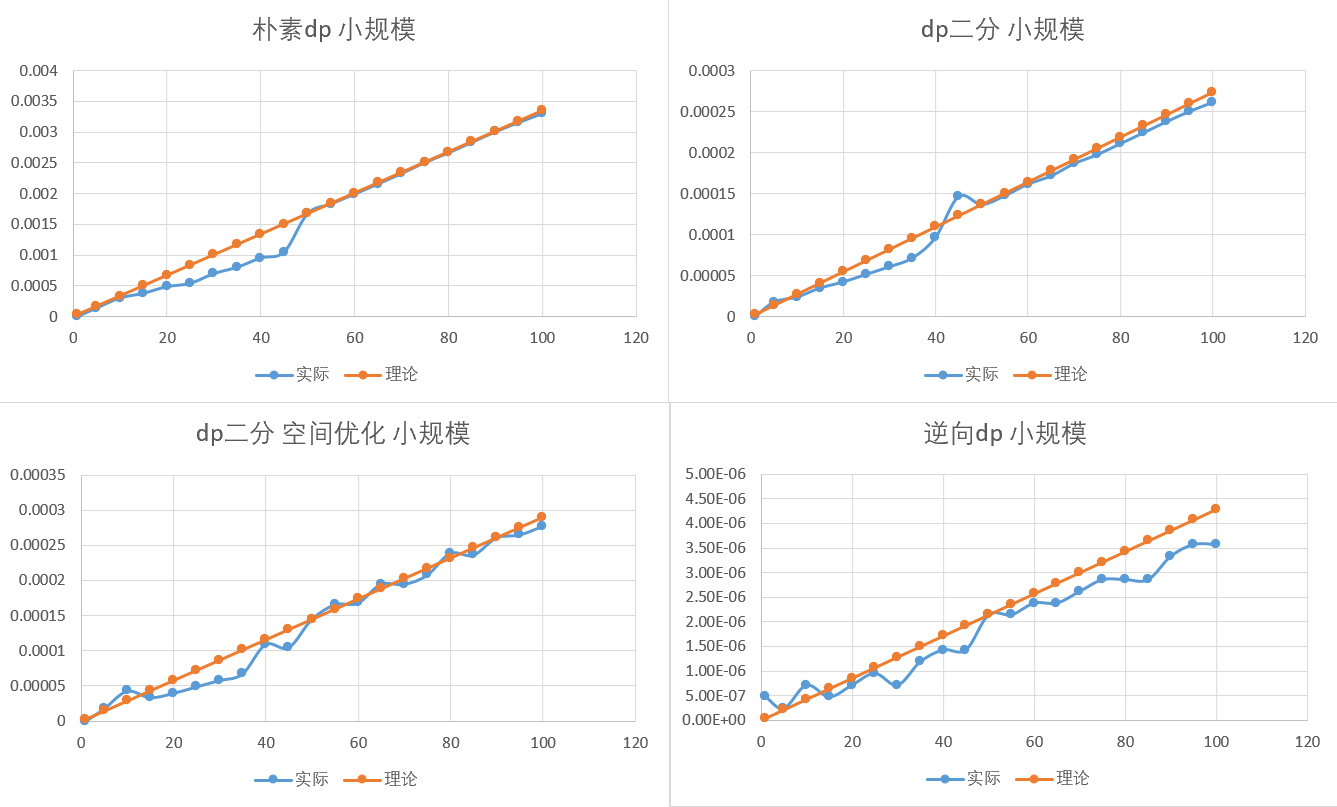 朴素dp 小规模
0.004
0.0035
0.003
0.0025
0.002
0.0015
0.001
0.0005
0
0 20 40 60 80 100 120
实际 理论
dp二分 小规模
0.0003
0.00025
0.0002
0.00015
0.0001
0.00005
0
0 20 40 60 80 100 120
实际 理论
dp二分 空间优化 小规模
0.00035
0.0003
0.00025
0.0002
0.00015
0.0001
0.00005
0
0 20 40 60 80 100 120
实际 理论
逆向dp 小规模
5.00E-06
4.50E-06
4.00E-06
3.50E-06
3.00E-06
2.50E-06
2.00E-06
1.50E-06
1.00E-06
5.00E-07
0.00E+00
0 20 40 60 80 100 120
实际 理论